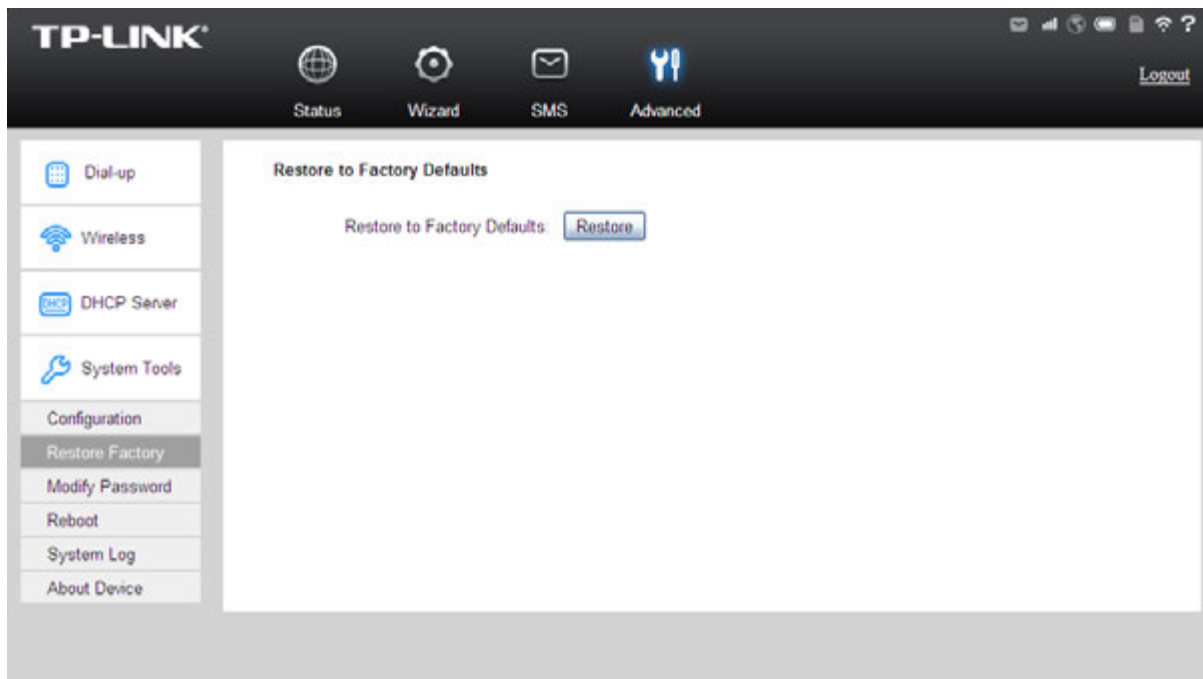 TP-LINK®
?
Logout
Status Wizard SMS Advanced
Dial-up
Wireless
DHCP DHCP Server
System Tools
Configuration
Restore Factory
Modify Password
Reboot
System Log
About Device
Restore to Factory Defaults
Restore to Factory Defaults: Restore